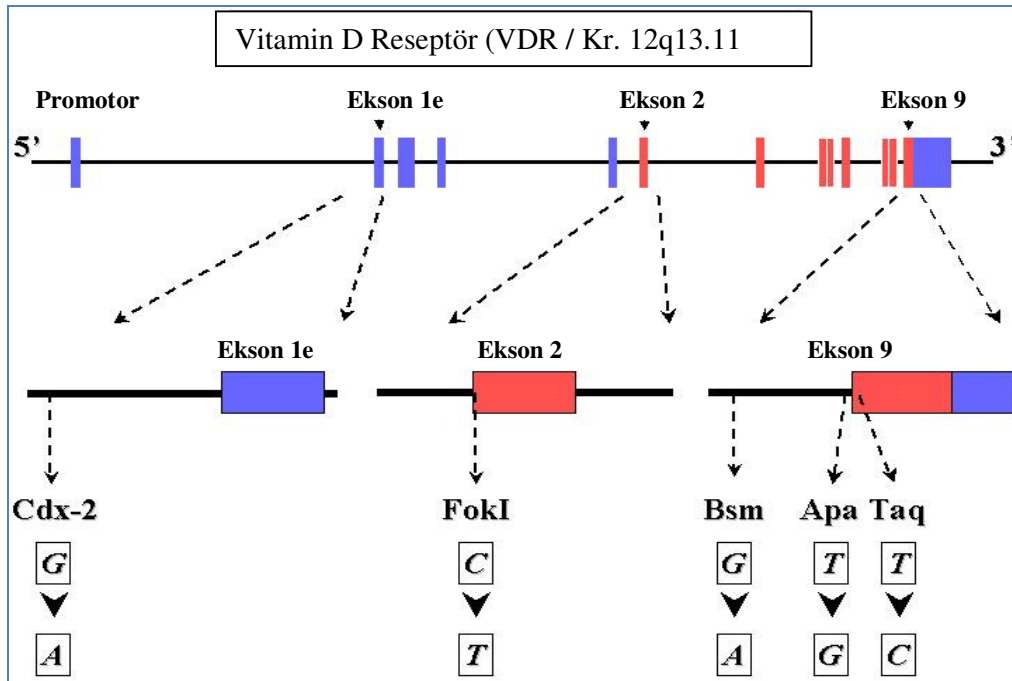 Vitamin D Reseptör (VDR / Kr. 12q13.11
Promotor Ekson 1e Ekson 2 Ekson 9
5’ 3’
Ekson 1e Ekson 2 Ekson 9
Cdx-2 FokI Bsm Apa Taq
G C G T T
A T A G C